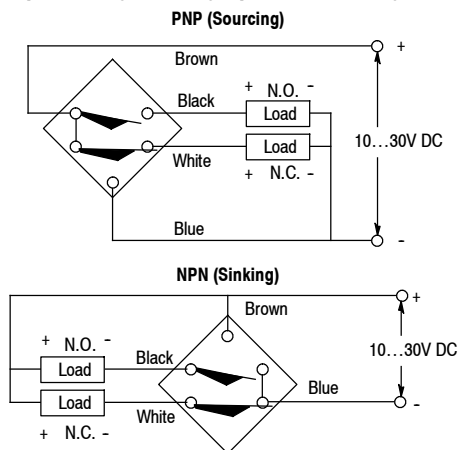 PNP (Sourcing)
+
Brown
+ N.O. -
Black
Load
10...30V DC
Load
White
+ N.C. -
Blue
-
NPN (Sinking)
+
Brown
+ N.O. -
Black
10...30V DC
Load
Blue
Load
White
-
+ N.C. -